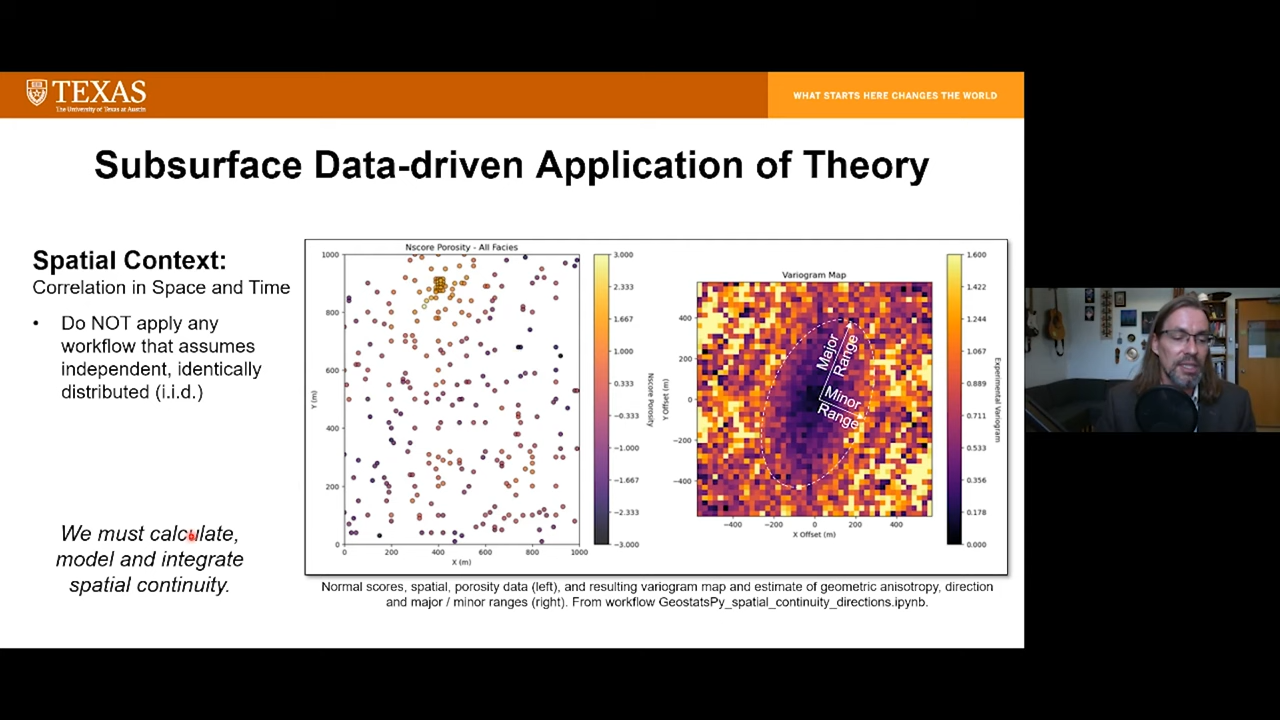 TEXAS
The University of Texas at Austin
WHAT STARTS HERE CHANGES THE WORLD
Subsurface Data-driven Application of Theory
Spatial Context:
Correlation in Space and Time
• Do NOT apply any
workflow that assumes
independent, identically
distributed (i.i.d.)
We must calculate,
model and integrate
spatial continuity.
Nscore Porosity - All Facies
1000
800
600
400
200
0
Y (m)
0 200 400 600 800 1000
X (m)
3.000
2.333
1.667
1.000
0.333
−0.333
−1.000
−1.667
−2.333
−3.000
Nscore Porosity
Variogram Map
400
200
0
−200
−400
Y Offset (m)
−400 −200 0 200 400
X Offset (m)
Major
Range
Minor
Range
1.600
1.422
1.244
1.067
0.889
0.711
0.533
0.356
0.178
0.000
Experimental Variogram
Normal scores, spatial, porosity data (left), and resulting variogram map and estimate of geometric anisotropy, direction
and major / minor ranges (right). From workflow GeostatsPy_spatial_continuity_directions.ipynb.